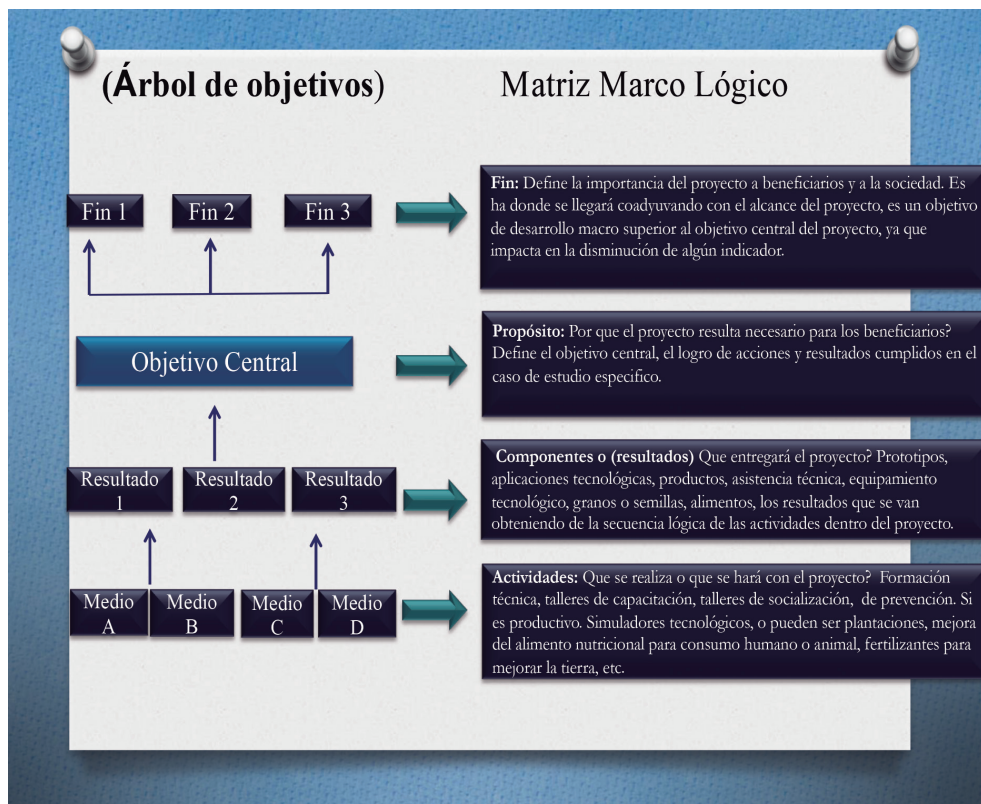 (Árbol de objetivos)
Matriz Marco Lógico
Fin 1
Fin 2
Fin 3
Fin: Define la importancia del proyecto a beneficiarios y a la sociedad. Es
ha donde se llegará coadyuvando con el alcance del proyecto, es un objetivo
de desarrollo macro superior al objetivo central del proyecto, ya que
impacta en la disminución de algún indicador.
Objetivo Central
Propósito: Por que el proyecto resulta necesario para los beneficiarios?
Define el objetivo central, el logro de acciones y resultados cumplidos en el
caso de estudio especifico.
Resultado
1
Resultado
2
Resultado
3
Componentes o (resultados) Que entregará el proyecto? Prototipos,
aplicaciones tecnológicas, productos, asistencia técnica, equipamiento
tecnológico, granos o semillas, alimentos, los resultados que se van
obteniendo de la secuencia lógica de las actividades dentro del proyecto.
Medio
A
Medio
B
Medio
C
Medio
D
Actividades: Que se realiza o que se hará con el proyecto? Formación
técnica, talleres de capacitación, talleres de socialización, de prevención. Si
es productivo. Simuladores tecnológicos, o pueden ser plantaciones, mejora
del alimento nutricional para consumo humano o animal, fertilizantes para
mejorar la tierra, etc.